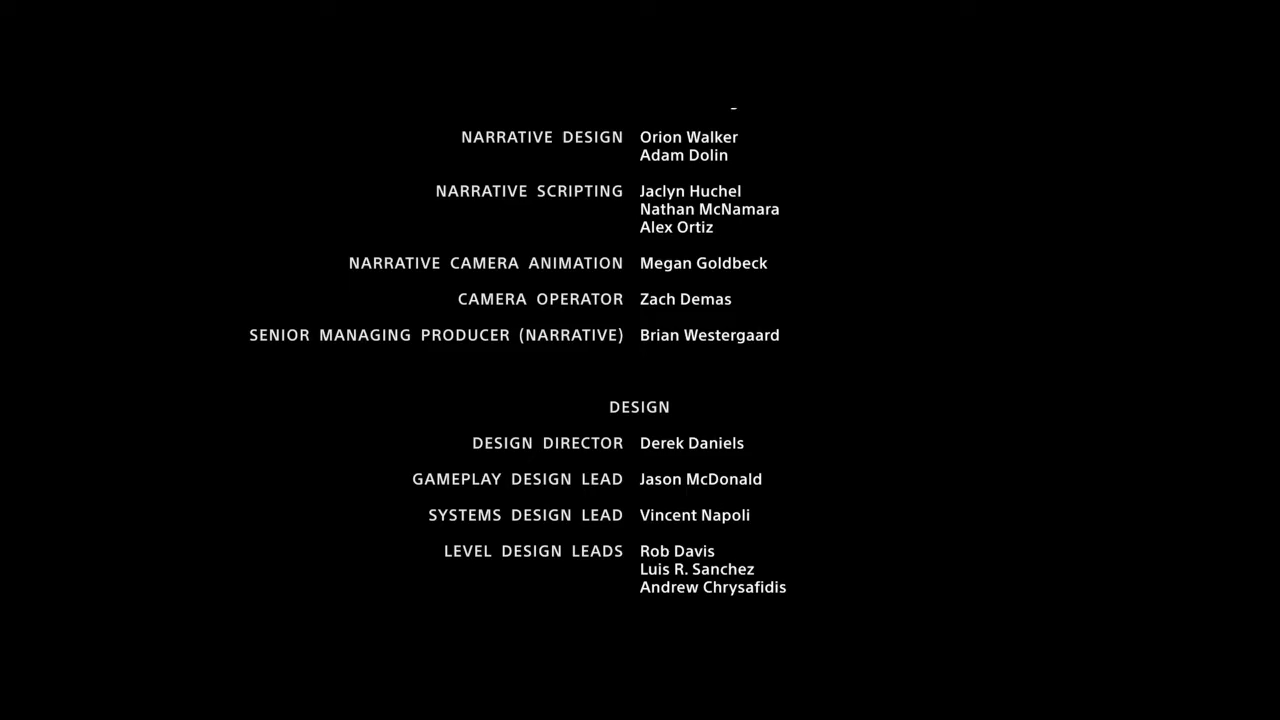 NARRATIVE DESIGN Orion Walker
Adam Dolin
NARRATIVE SCRIPTING Jaclyn Huchel
Nathan McNamara
Alex Ortiz
NARRATIVE CAMERA ANIMATION Megan Goldbeck
CAMERA OPERATOR Zach Demas
SENIOR MANAGING PRODUCER (NARRATIVE) Brian Westergaard
DESIGN
DESIGN DIRECTOR Derek Daniels
GAMEPLAY DESIGN LEAD Jason McDonald
SYSTEMS DESIGN LEAD Vincent Napoli
LEVEL DESIGN LEADS Rob Davis
Luis R. Sanchez
Andrew Chrysafidis